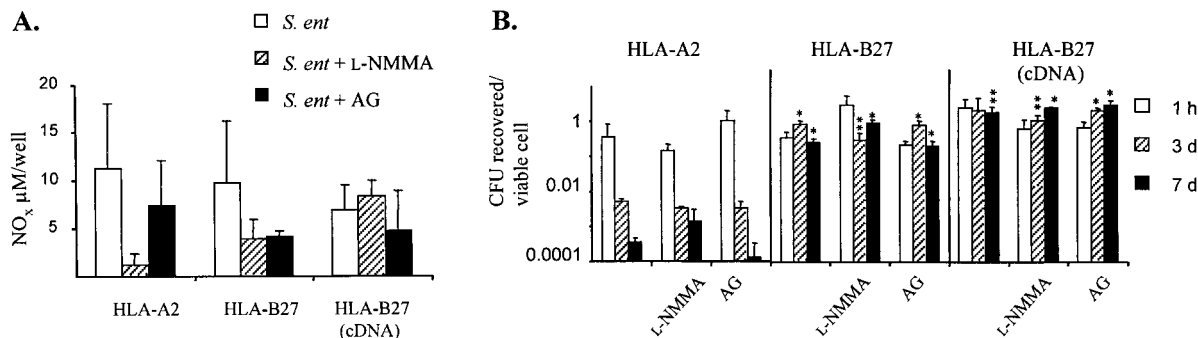 A.
S. ent
S. ent + L-NMMA
S. ent + AG
NOx µM/well
20
15
10
5
HLA-A2
HLA-B27
HLA-B27
(cDNA)
B.
HLA-A2
HLA-B27
HLA-B27
(cDNA)
CFU recovered/
viable cell
1
0.01
0.0001
* * ** * * *
** ** * * *
L-NMMA
AG
L-NMMA
AG
L-NMMA
AG
1 h
3 d
7 d